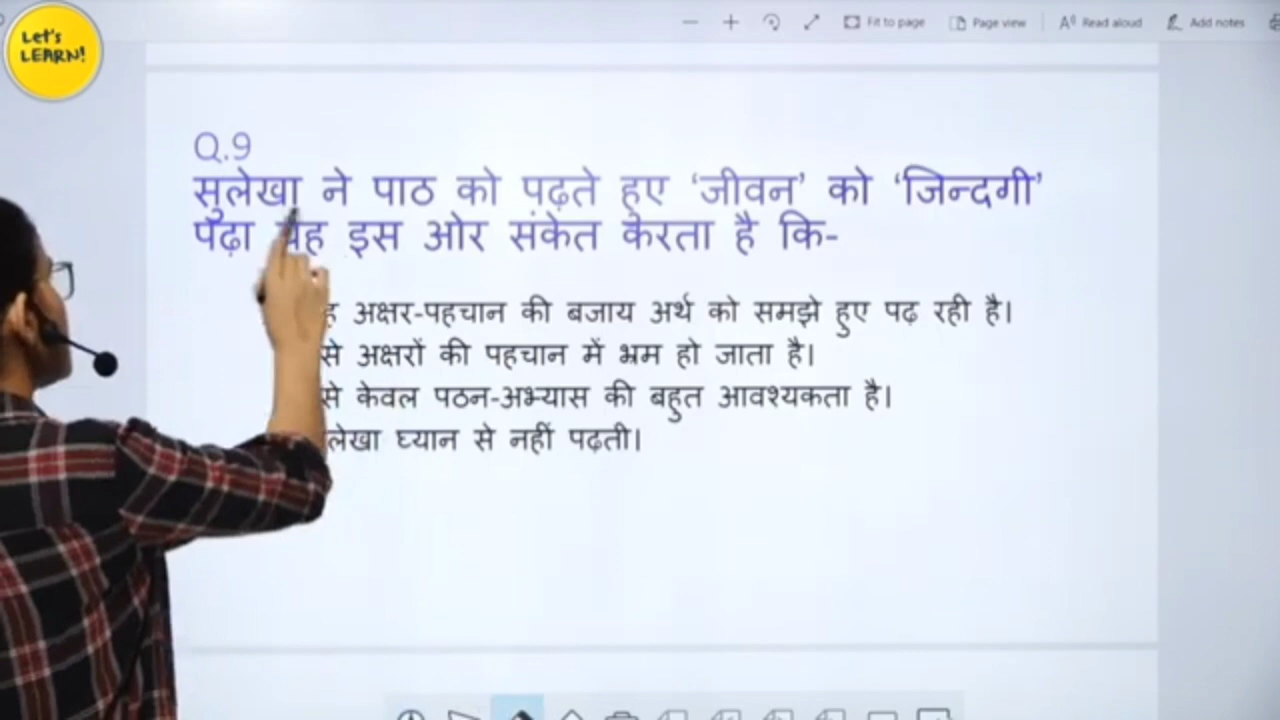 Let's
LEARN!
Fit to page
Page view
Read aloud
Add notes
Q.9
सुलेखा ने पाठ को पढ़ते हुए ‘जीवन’ को ‘जिन्दगी’
पढ़ा यह इस ओर संकेत करता है कि-
अक्षर-पहचान की बजाय अर्थ को समझे हुए पढ रही है।
से अक्षरों की पहचान में भ्रम हो जाता है।
से केवल पठन-अभ्यास की बहुत आवश्यकता है।
लेखा घ्यान से नहीं पढ़ती।